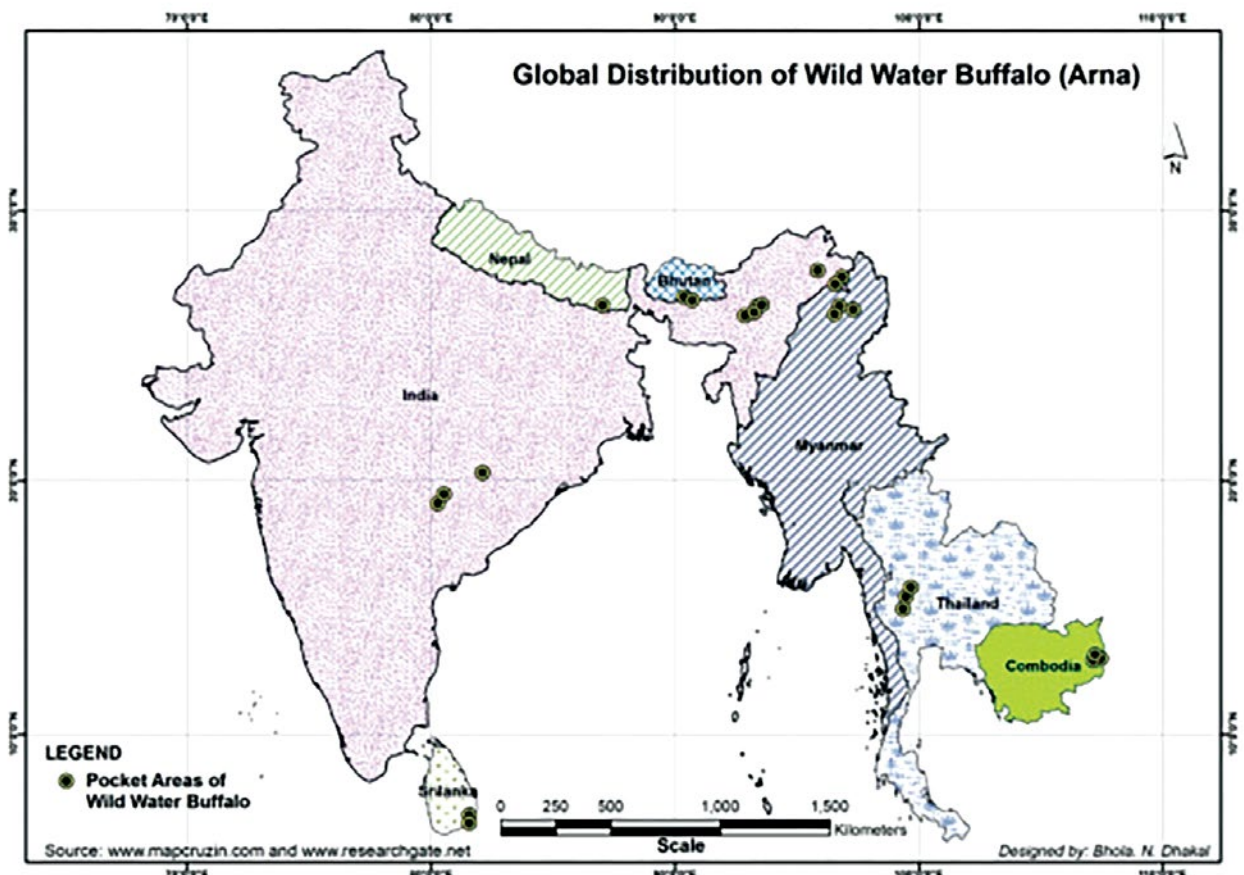 Global Distribution of Wild Water Buffalo (Arna)
N
Nepal
Bhutan
India
Myanmar
Thailand
Combodia
Srilanka
LEGEND
Pocket Areas of
Wild Water Buffalo
0 250 500 1,000 1,500
Kilometers
Scale
Source: www.mapcruzin.com and www.researchgate.net
Designed by: Bhola. N. Dhakal